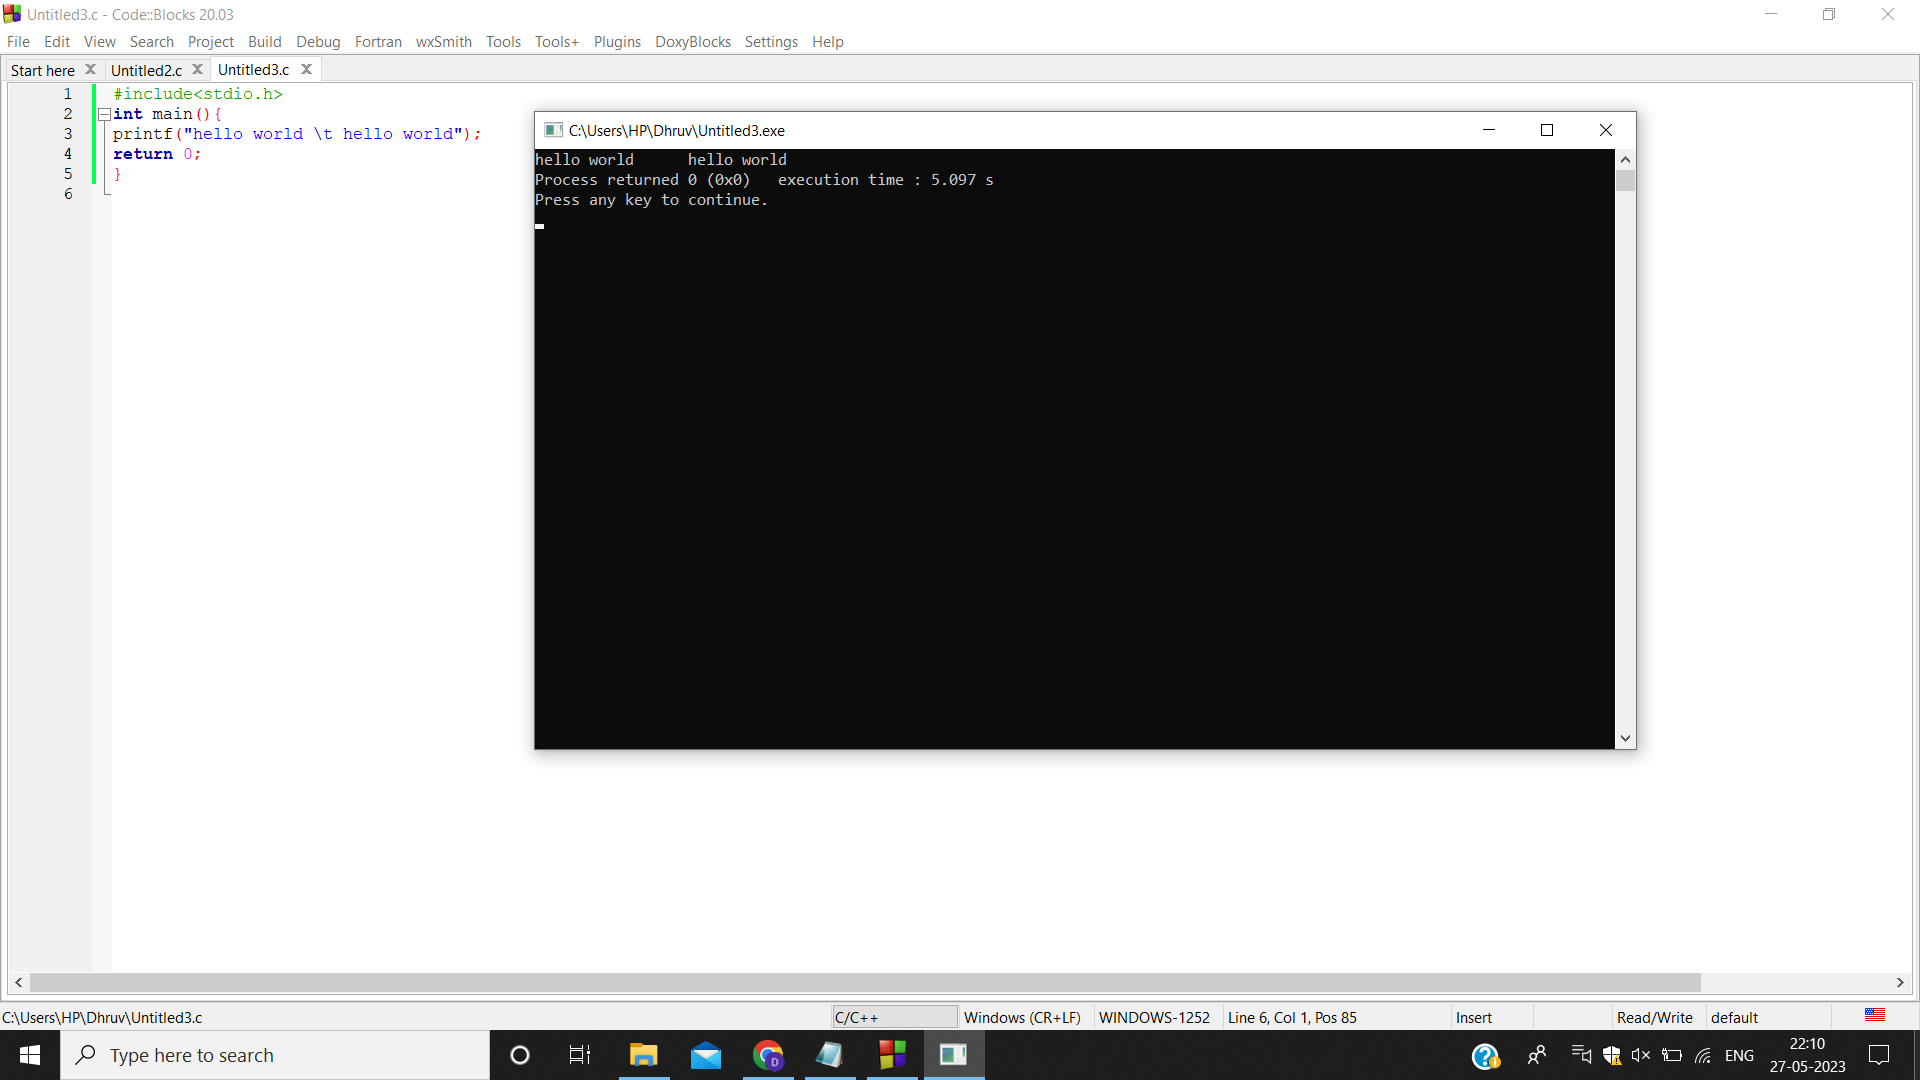 Untitled3.c - Code::Blocks 20.03
File Edit View Search Project Build Debug Fortran wxSmith Tools Tools+ Plugins DoxyBlocks Settings Help
Start here Untitled2.c Untitled3.c
1 #include<stdio.h>
2 int main(){
3 printf("hello world \t hello world");
4 return 0;
5 }
6
C:\Users\HP\Dhruv\Untitled3.exe
hello world      hello world
Process returned 0 (0x0)   execution time : 5.097 s
Press any key to continue.
C:\Users\HP\Dhruv\Untitled3.c C/C++ Windows (CR+LF) WINDOWS-1252 Line 6, Col 1, Pos 85 Insert Read/Write default
Type here to search
D
ENG
22:10
27-05-2023